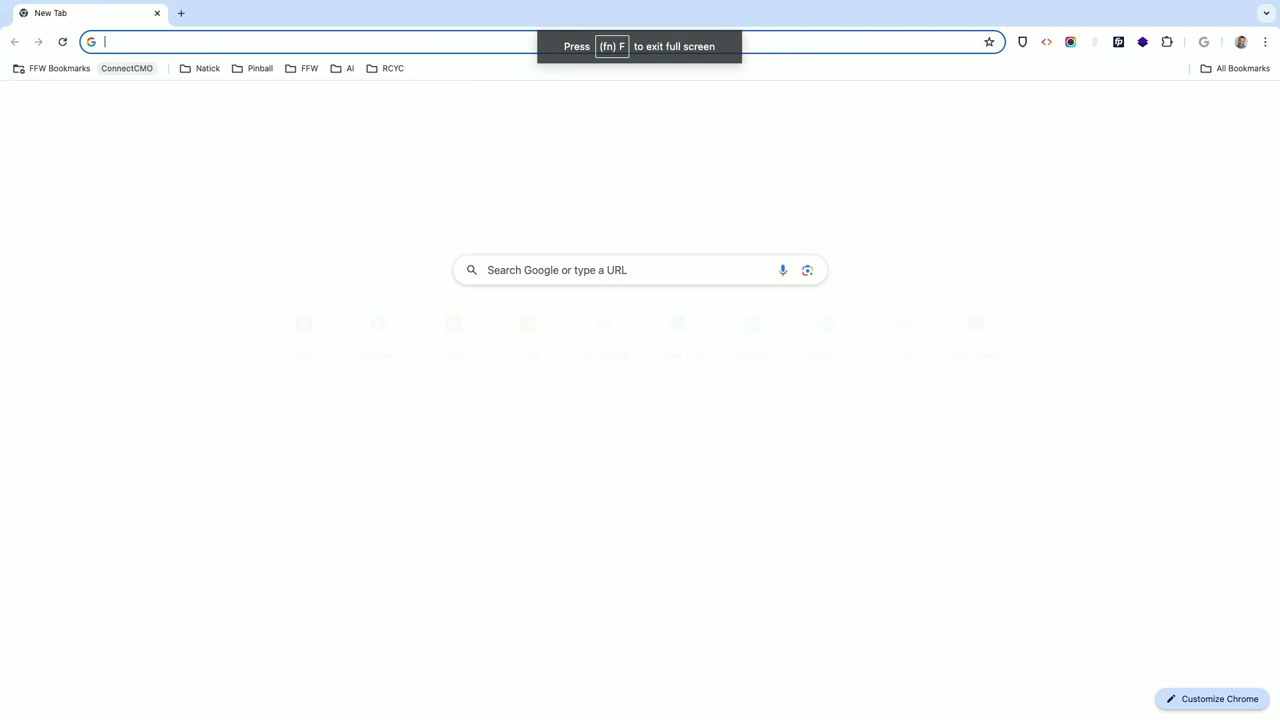 New Tab
Press (fn) F to exit full screen
FFW Bookmarks ConnectCMO Natick Pinball FFW AI RCYC All Bookmarks
Search Google or type a URL
Customize Chrome